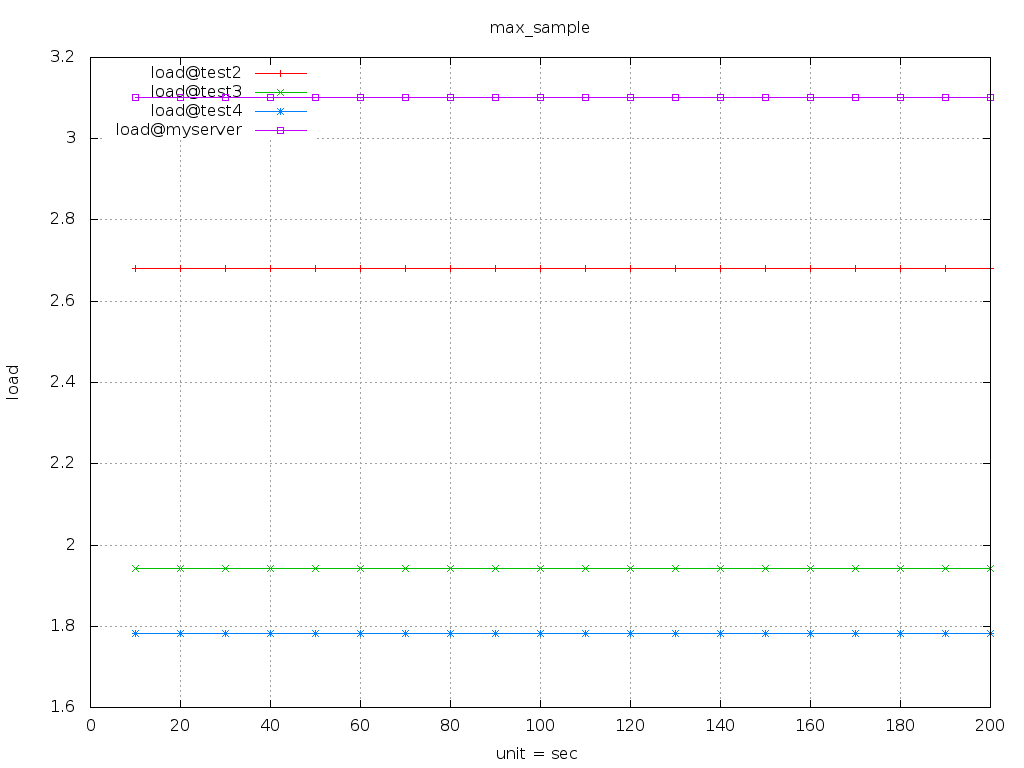 max_sample
3.2
load@test2
load@test3
load@test4
load@myserver
3
2.8
2.6
2.4
load
2.2
2
1.8
1.6
0 20 40 60 80 100 120 140 160 180 200
unit = sec